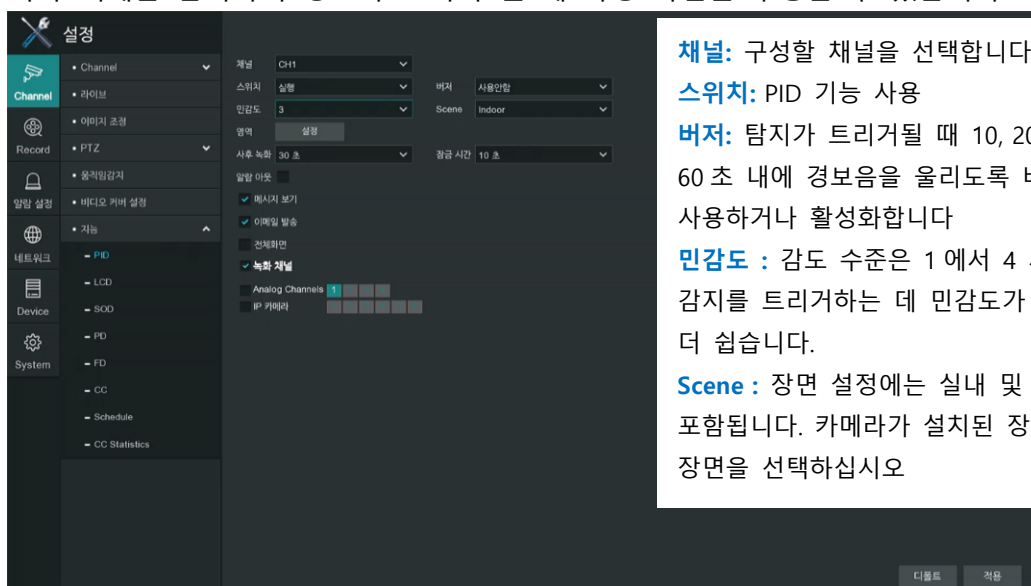 설정
Channel
Record
알람 설정
네트워크
Device
System
• Channel
• 라이브
• 이미지 조정
• PTZ
• 움직임감지
• 비디오 커버 설정
• 지능
– PID
– LCD
– SOD
– PD
– FD
– CC
– Schedule
– CC Statistics
채널 CH1
스위치 실행 버저 사용안함
민감도 3 Scene Indoor
영역 설정
사후 녹화 30 초 잠금 시간 10 초
알람 아웃
메시지 보기
이메일 발송
전체화면
녹화 채널
Analog Channels 1
IP 카메라
디폴트 적용
채널: 구성할 채널을 선택합니다
스위치: PID 기능 사용
버저: 탐지가 트리거될 때 10, 20
60 초 내에 경보음을 울리도록
사용하거나 활성화합니다
민감도 : 감도 수준은 1 에서 4
감지를 트리거하는 데 민감도가
더 쉽습니다.
Scene : 장면 설정에는 실내 및
포함됩니다. 카메라가 설치된 장
장면을 선택하십시오